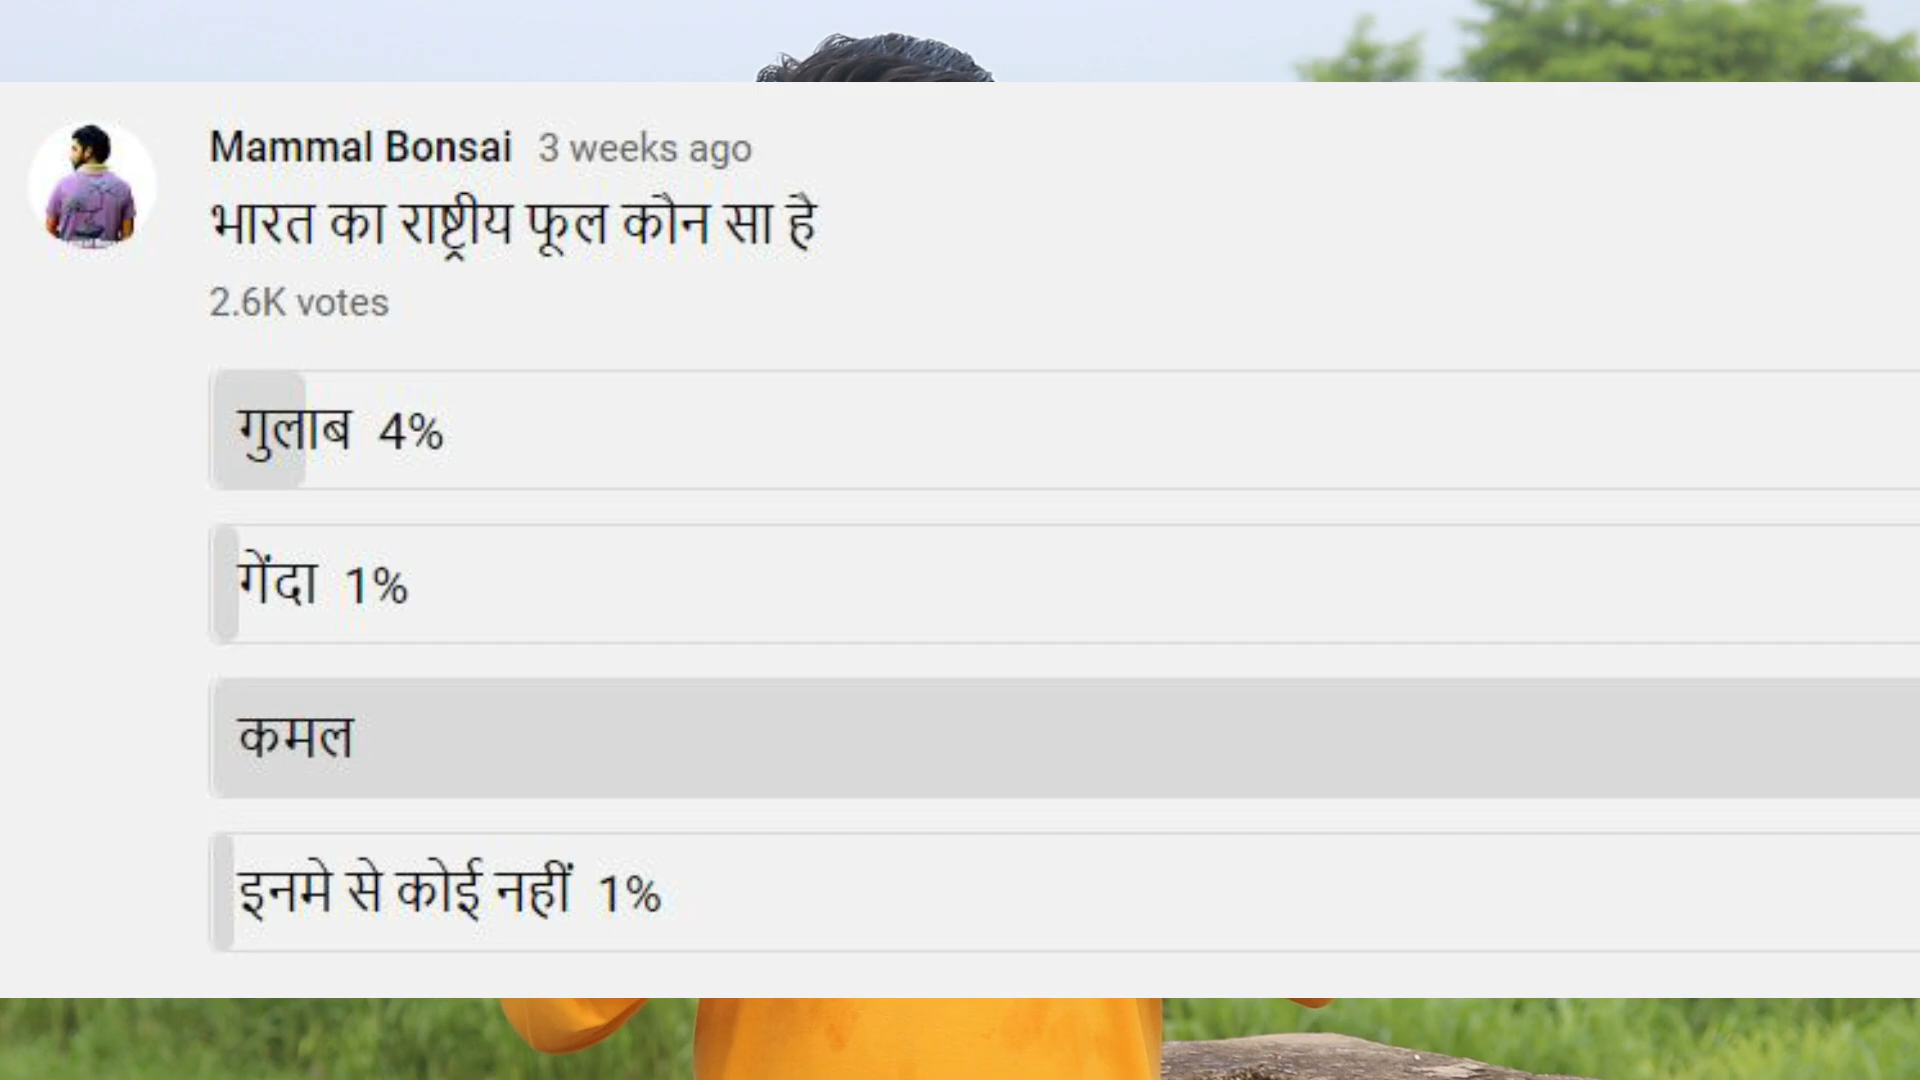 Mammal Bonsai 3 weeks ago
भारत का राष्ट्रीय फूल कौन सा है
2.6K votes
गुलाब 4%
गेंदा 1%
कमल
इनमे से कोई नहीं 1%